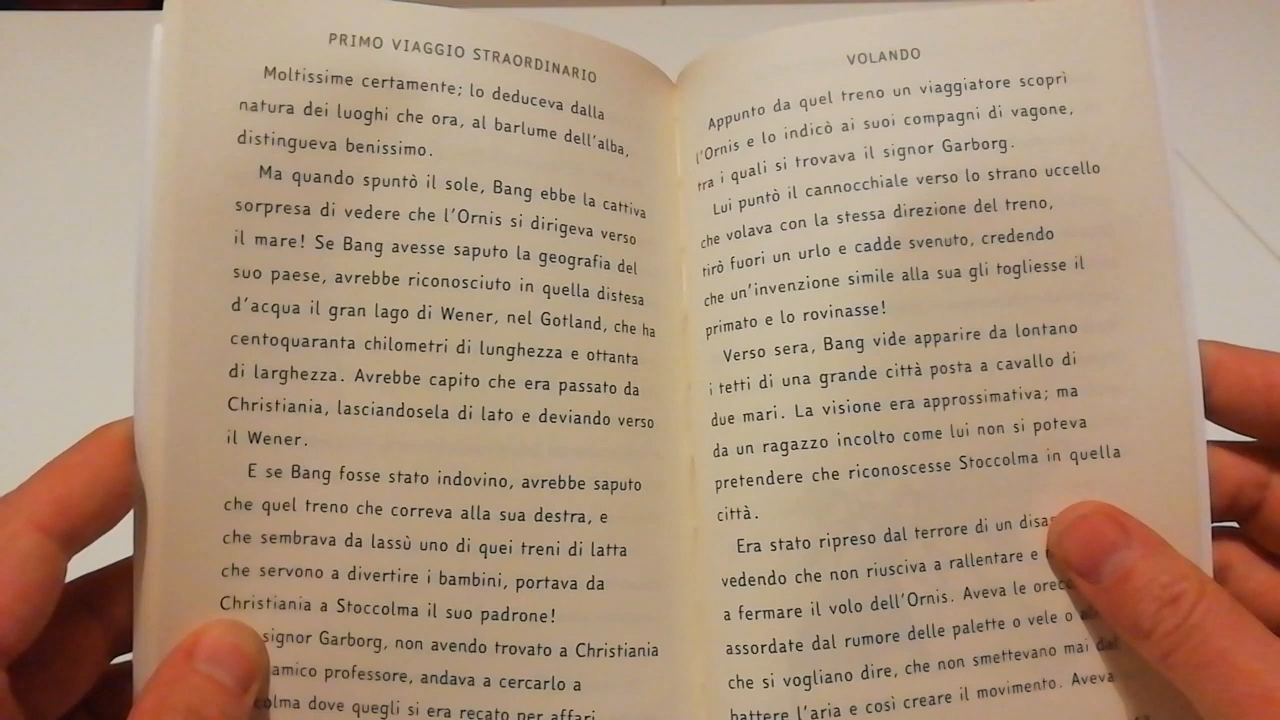 PRIMO VIAGGIO STRAORDINARIO
Moltissime certamente; lo deduceva dalla
natura dei luoghi che ora, al barlume dell'alba,
distingueva benissimo.
Ma quando spuntò il sole, Bang ebbe la cattiva
sorpresa di vedere che l'Ornis si dirigeva verso
il mare! Se Bang avesse saputo la geografia del
suo paese, avrebbe riconosciuto in quella distesa
d'acqua il gran lago di Wener, nel Gotland, che ha
centoquaranta chilometri di lunghezza e ottanta
di larghezza. Avrebbe capito che era passato da
Christiania, lasciandosela di lato e deviando verso
il Wener.
E se Bang fosse stato indovino, avrebbe saputo
che quel treno che correva alla sua destra, e
che sembrava da lassù uno di quei treni di latta
che servono a divertire i bambini, portava da
Christiania a Stoccolma il suo padrone!
signor Garborg, non avendo trovato a Christiania
amico professore, andava a cercarlo a
dove quegli si era recato per affari
VOLANDO
Appunto da quel treno un viaggiatore scoprì
l'Ornis e lo indicò ai suoi compagni di vagone,
tra i quali si trovava il signor Garborg.
Lui puntò il cannocchiale verso lo strano uccello
che volava con la stessa direzione del treno,
tirò fuori un urlo e cadde svenuto, credendo
che un'invenzione simile alla sua gli togliesse il
primato e lo rovinasse!
Verso sera, Bang vide apparire da lontano
i tetti di una grande città posta a cavallo di
due mari. La visione era approssimativa; ma
da un ragazzo incolto come lui non si poteva
pretendere che riconoscesse Stoccolma in quella
città.
Era stato ripreso dal terrore di un
vedendo che non riusciva a rallentare e
a fermare il volo dell'Ornis. Aveva le
assordate dal rumore delle palette o vele o
che si vogliano dire, che non smettevano mai
battere l'aria e così creare il movimento. Aveva